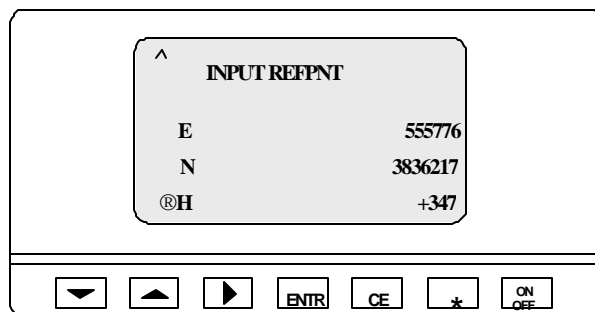 ^
INPUT REFPNT
E 555776
N 3836217
®H +347
ENTR CE * ON OFF